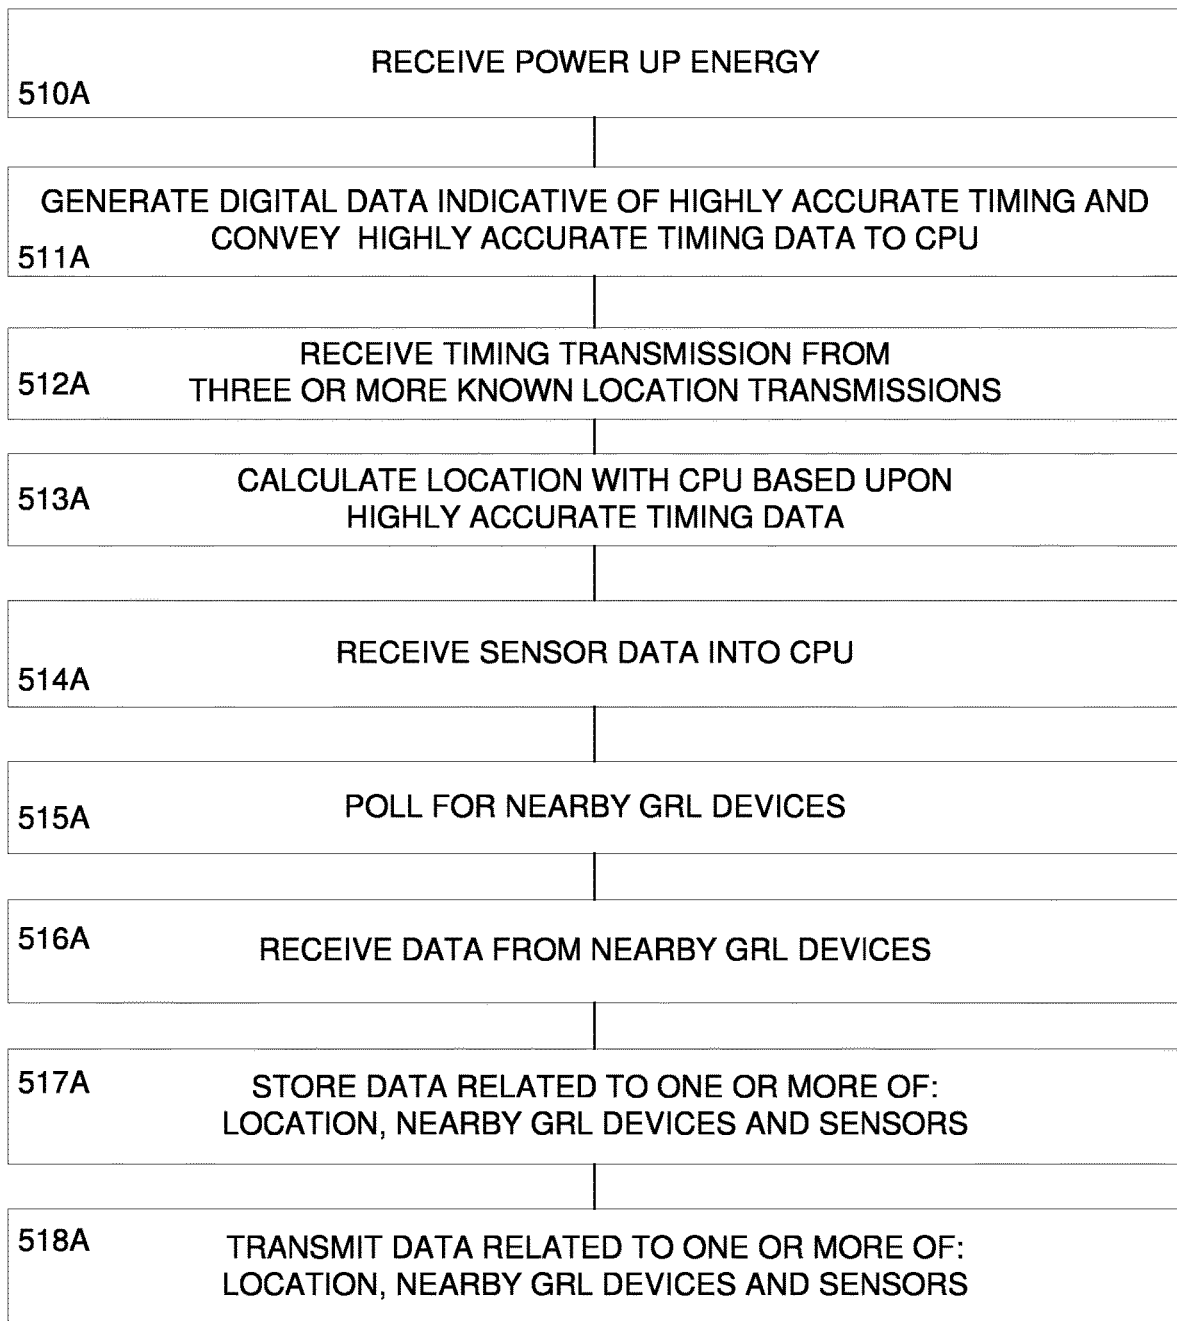 RECEIVE POWER UP ENERGY
510A
GENERATE DIGITAL DATA INDICATIVE OF HIGHLY ACCURATE TIMING AND
CONVEY HIGHLY ACCURATE TIMING DATA TO CPU
511A
RECEIVE TIMING TRANSMISSION FROM
512A
THREE OR MORE KNOWN LOCATION TRANSMISSIONS
CALCULATE LOCATION WITH CPU BASED UPON
513A
HIGHLY ACCURATE TIMING DATA
RECEIVE SENSOR DATA INTO CPU
514A
POLL FOR NEARBY GRL DEVICES
515A
516A
RECEIVE DATA FROM NEARBY GRL DEVICES
517A
STORE DATA RELATED TO ONE OR MORE OF:
LOCATION, NEARBY GRL DEVICES AND SENSORS
518A
TRANSMIT DATA RELATED TO ONE OR MORE OF:
LOCATION, NEARBY GRL DEVICES AND SENSORS